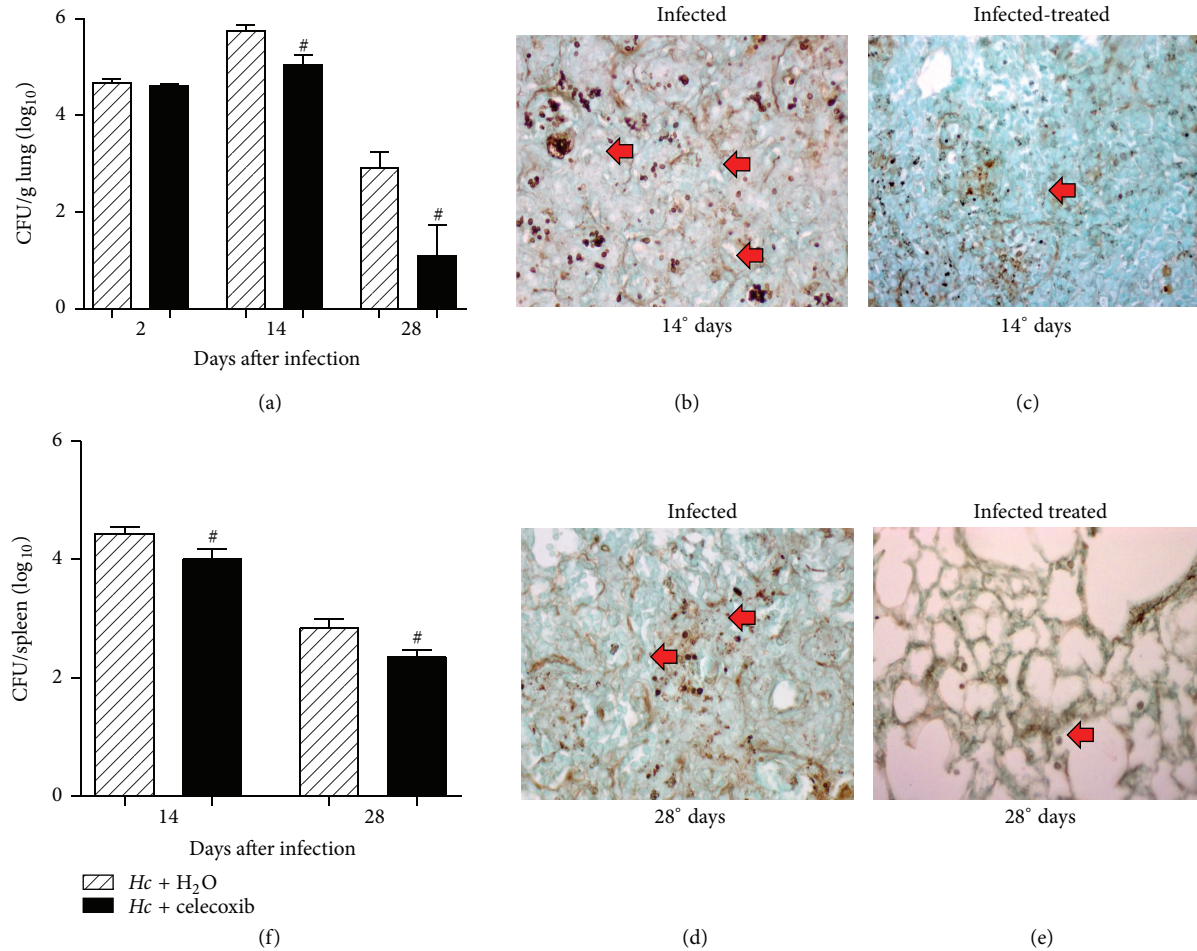 6
4
2
0
CFU/g lung (log10)
#
#
2 14 28
Days after infection
(a)
Infected
14° days
(b)
Infected-treated
14° days
(c)
6
4
2
0
CFU/spleen (log 10)
#
#
14 28
Days after infection
Hc + H2O
Hc + celecoxib
(f)
Infected
28° days
(d)
Infected treated
28° days
(e)